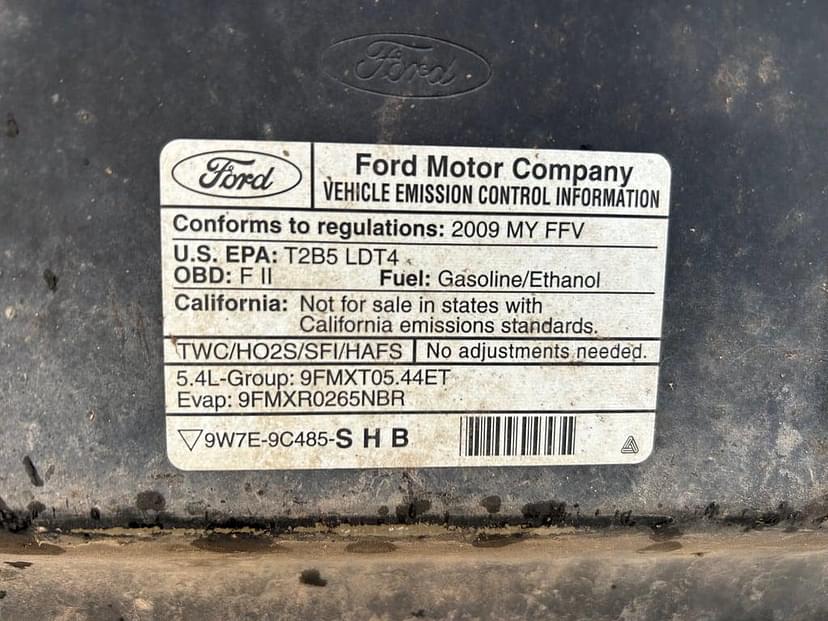 Ford
Ford
Ford Motor Company
VEHICLE EMISSION CONTROL INFORMATION
Conforms to regulations: 2009 MY FFV
U.S. EPA: T2B5 LDT4
OBD: F II Fuel: Gasoline/Ethanol
California: Not for sale in states with
California emissions standards.
TWC/HO2S/SFI/HAFS No adjustments needed.
5.4L-Group: 9FMXT05.44ET
Evap: 9FMXR0265NBR
9W7E-9C485-SHB